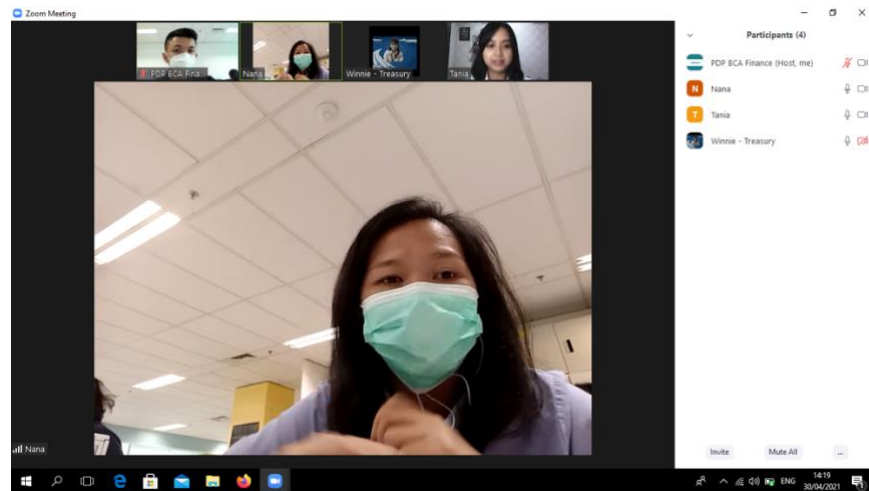 Zoom Meeting
PDP BCA Fina
Nana
Winnie - Treasury
Tania
Participants (4)
PDP BCA Finance (Host, me)
N Nana
T Tania
Winnie - Treasury
Nana
Invite
Mute All
...
ENG
14:19
30/04/2021